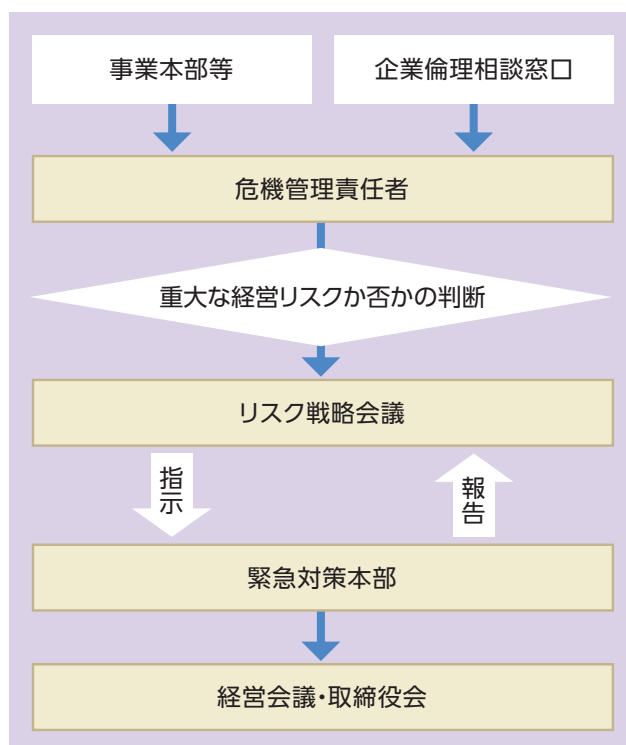 事業本部等
企業倫理相談窓口
危機管理責任者
重大な経営リスクか否かの判断
リスク戦略会議
指示
報告
緊急対策本部
経営会議・取締役会